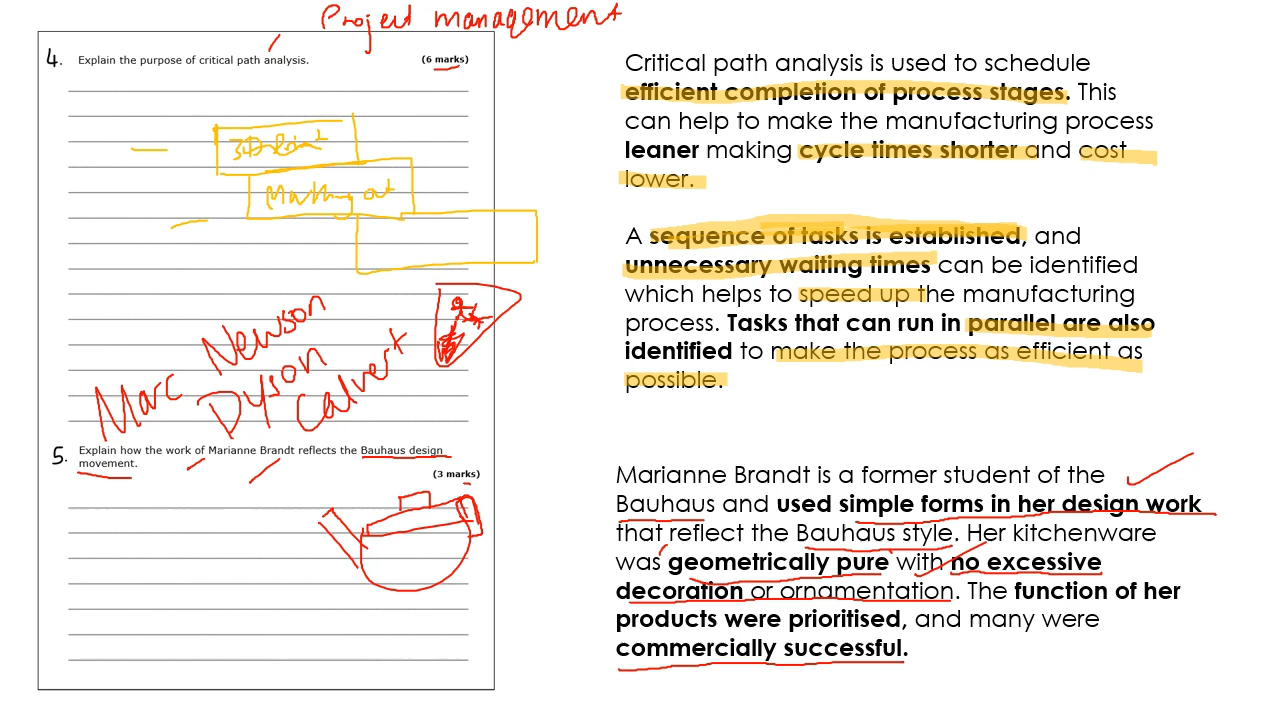 Project management
4.
Explain the purpose of critical path analysis.
(6 marks)
Marking out
Marc Newson
Dyson
Calvert
5.
Explain how the work of Marianne Brandt reflects the Bauhaus design
movement.
(3 marks)
Critical path analysis is used to schedule
efficient completion of process stages. This
can help to make the manufacturing process
leaner making cycle times shorter and cost
lower.
A sequence of tasks is established, and
unnecessary waiting times can be identified
which helps to speed up the manufacturing
process. Tasks that can run in parallel are also
identified to make the process as efficient as
possible.
Marianne Brandt is a former student of the
Bauhaus and used simple forms in her design work
that reflect the Bauhaus style. Her kitchenware
was geometrically pure with no excessive
decoration or ornamentation. The function of her
products were prioritised, and many were
commercially successful.